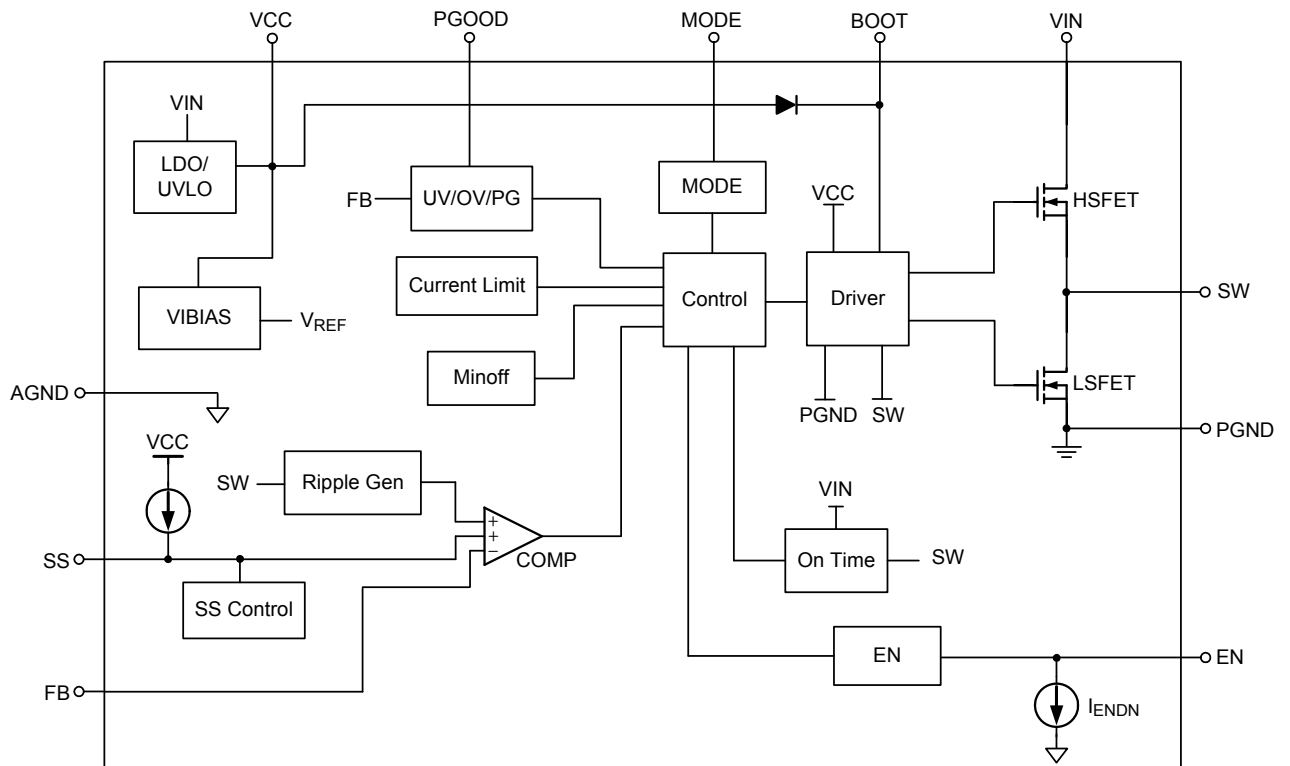 VCC
PGOOD
MODE
BOOT
VIN
VIN
LDO/
UVLO
FB
UV/OV/PG
MODE
VCC
HSFET
Current Limit
Control
Driver
SW
VIBIAS
VREF
Minoff
LSFET
AGND
PGND
SW
PGND
VCC
SW
Ripple Gen
VIN
+
+
−
COMP
SS
On Time
SW
SS Control
EN
EN
FB
IENDN